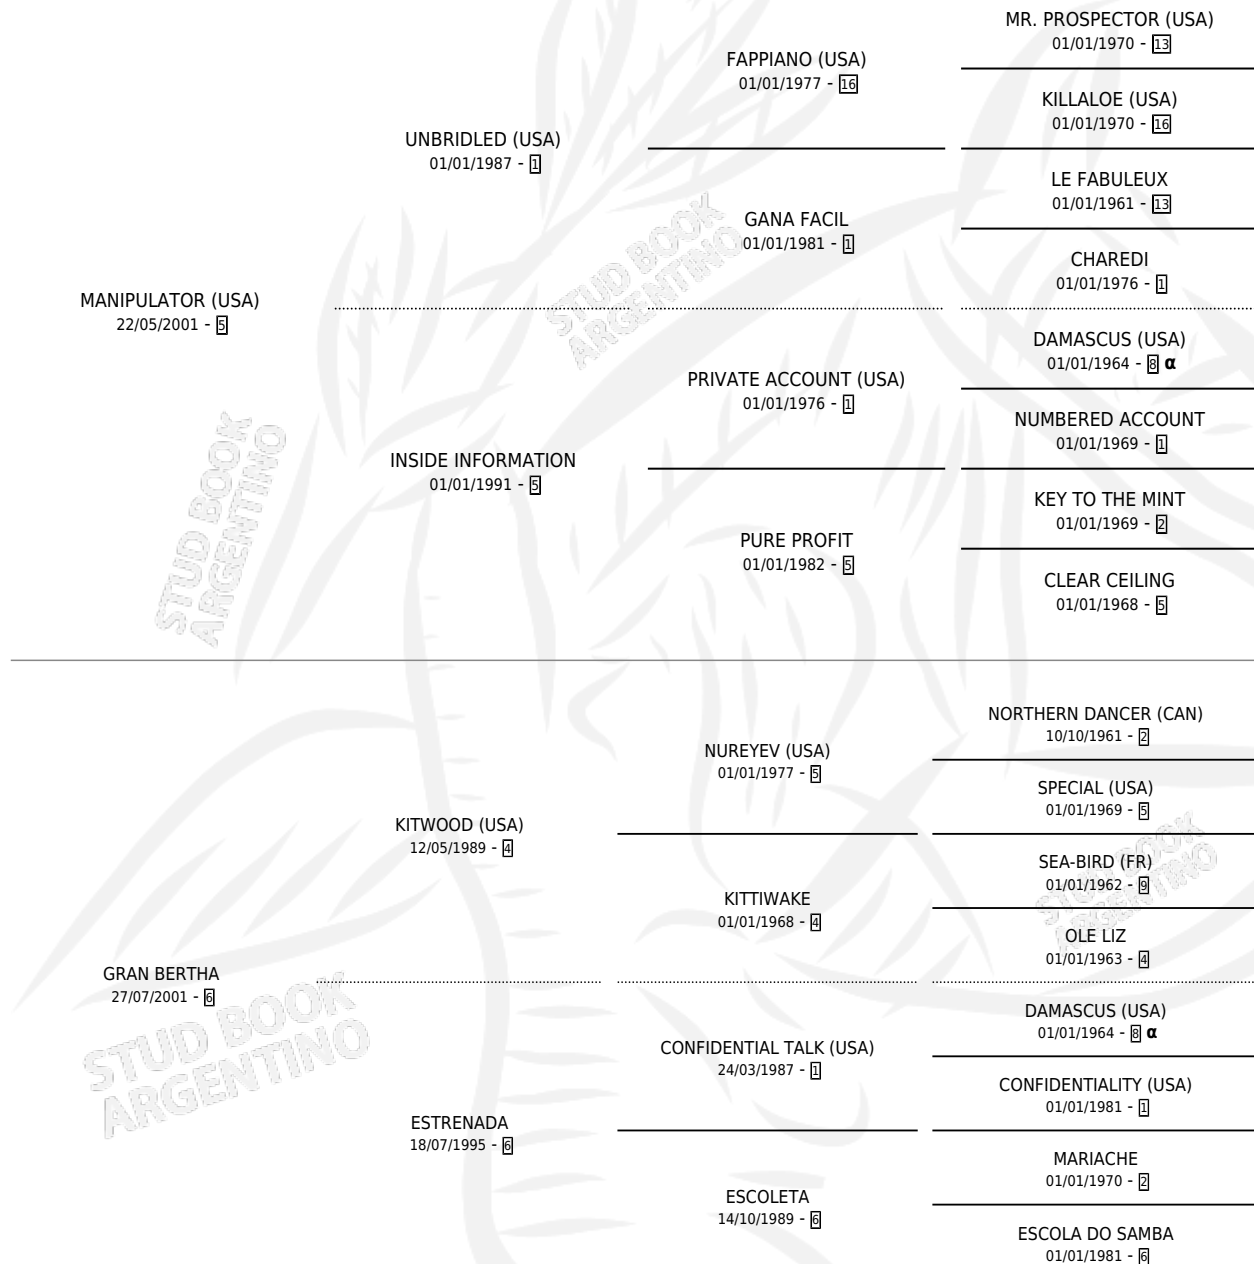 MR. PROSPECTOR (USA)
01/01/1970 - 13
FAPPIANO (USA)
01/01/1977 - 16
KILLALOE (USA)
01/01/1970 - 16
UNBRIDLED (USA)
01/01/1987 - 1
LE FABULEUX
01/01/1961 - 13
GANA FACIL
01/01/1981 - 1
CHAREDI
01/01/1976 - 1
MANIPULATOR (USA)
22/05/2001 - 5
DAMASCUS (USA)
01/01/1964 - 8 α
PRIVATE ACCOUNT (USA)
01/01/1976 - 1
NUMBERED ACCOUNT
01/01/1969 - 1
INSIDE INFORMATION
01/01/1991 - 5
KEY TO THE MINT
01/01/1969 - 2
PURE PROFIT
01/01/1982 - 5
CLEAR CEILING
01/01/1968 - 5
NORTHERN DANCER (CAN)
10/10/1961 - 2
NUREYEV (USA)
01/01/1977 - 5
SPECIAL (USA)
01/01/1969 - 5
KITWOOD (USA)
12/05/1989 - 4
SEA-BIRD (FR)
01/01/1962 - 9
KITTIWAKE
01/01/1968 - 4
OLE LIZ
01/01/1963 - 4
GRAN BERTHA
27/07/2001 - 6
DAMASCUS (USA)
01/01/1964 - 8 α
CONFIDENTIAL TALK (USA)
24/03/1987 - 1
CONFIDENTIALITY (USA)
01/01/1981 - 1
ESTRENADA
18/07/1995 - 6
MARIACHE
01/01/1970 - 2
ESCOLETA
14/10/1989 - 6
ESCOLA DO SAMBA
01/01/1981 - 6
STUD BOOK
ARGENTINO
STUD BOOK
ARGENTINO
STUD BOOK
ARGENTINO
STUD BOOK
ARGENTINO